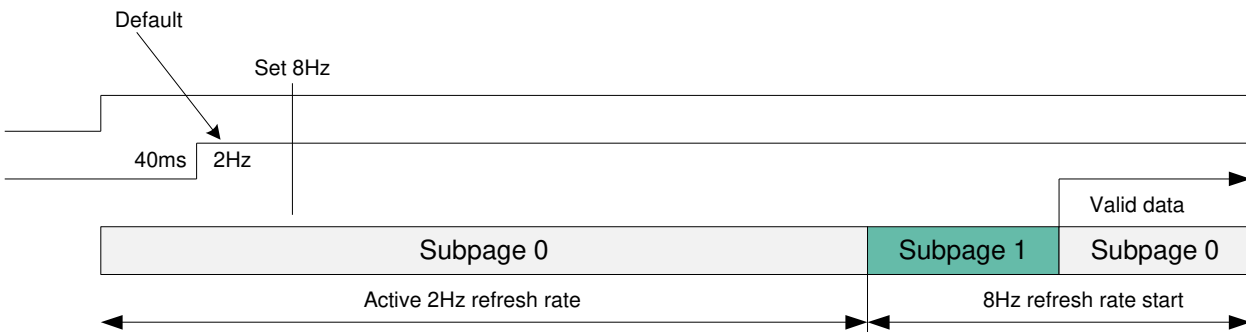 Default
Set 8Hz
40ms
2Hz
Valid data
Subpage 0
Subpage 1
Subpage 0
Active 2Hz refresh rate
8Hz refresh rate start